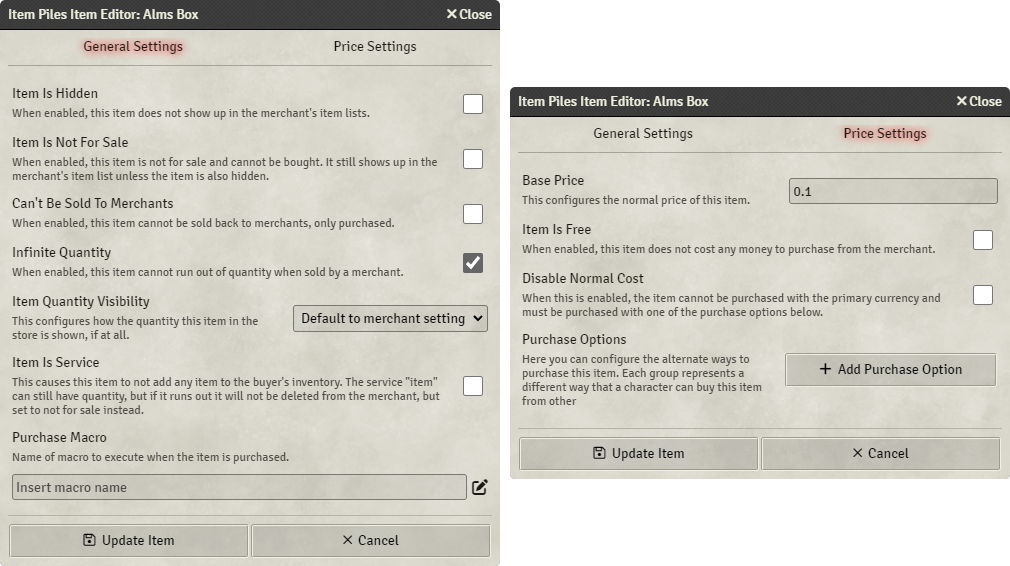 Item Piles Item Editor: Alms Box
Close
General Settings
Price Settings
Item Is Hidden
When enabled, this item does not show up in the merchant's item lists.
Item Is Not For Sale
When enabled, this item is not for sale and cannot be bought. It still shows up in the
merchant's item list unless the item is also hidden.
Can't Be Sold To Merchants
When enabled, this item cannot be sold back to merchants, only purchased.
Infinite Quantity
When enabled, this item cannot run out of quantity when sold by a merchant.
Item Quantity Visibility
This configures how the quantity this item in the
store is shown, if at all.
Default to merchant setting
Item Is Service
This causes this item to not add any item to the buyer's inventory. The service "item"
can still have quantity, but if it runs out it will not be deleted from the merchant, but
set to not for sale instead.
Purchase Macro
Name of macro to execute when the item is purchased.
Insert macro name
Update Item
Cancel
Item Piles Item Editor: Alms Box
Close
General Settings
Price Settings
Base Price
This configures the normal price of this item.
0.1
Item Is Free
When enabled, this item does not cost any money to purchase from the merchant.
Disable Normal Cost
When this is enabled, the item cannot be purchased with the primary currency and
must be purchased with one of the purchase options below.
Purchase Options
Here you can configure the alternate ways to
purchase this item. Each group represents a
different way that a character can buy this item
from other
Add Purchase Option
Update Item
Cancel